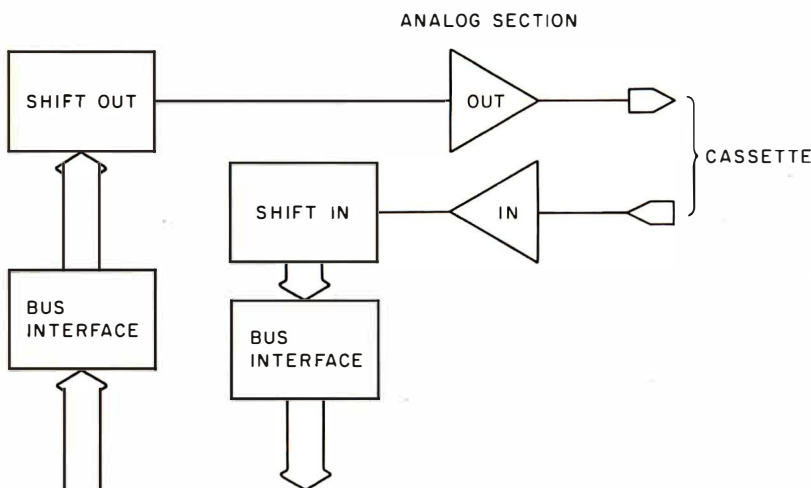 ANALOG SECTION
SHIFT OUT
OUT
CASSETTE
SHIFT IN
IN
BUS
INTERFACE
BUS
INTERFACE